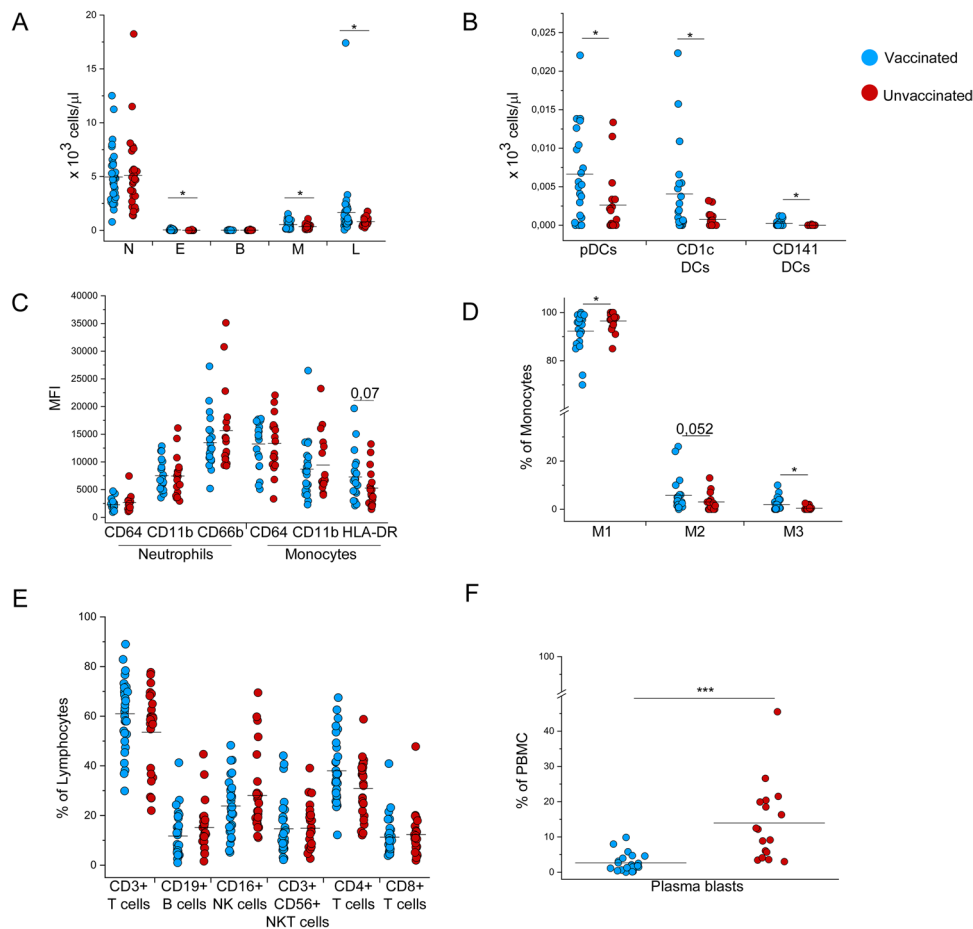 A
20
15
10
5
0
x 10³ cells/µl
*
*
*
N E B M L
B
0,025
0,020
0,015
0,010
0,005
0,000
x 10³ cells/µl
*
*
*
pDCs CD1c CD141
DCs DCs
Vaccinated
Unvaccinated
C
40000
35000
30000
25000
20000
15000
10000
5000
0
MFI
0,07
CD64 CD11b CD66b CD64 CD11b HLA-DR
Neutrophils Monocytes
D
100
90
20
0
% of Monocytes
*
0,052
*
M1 M2 M3
E
100
80
60
40
20
0
% of Lymphocytes
CD3+ CD19+ CD16+ CD3+ CD4+ CD8+
T cells B cells NK cells CD56+ T cells T cells
NKT cells
F
100
40
30
20
10
0
% of PBMC
***
Plasma blasts